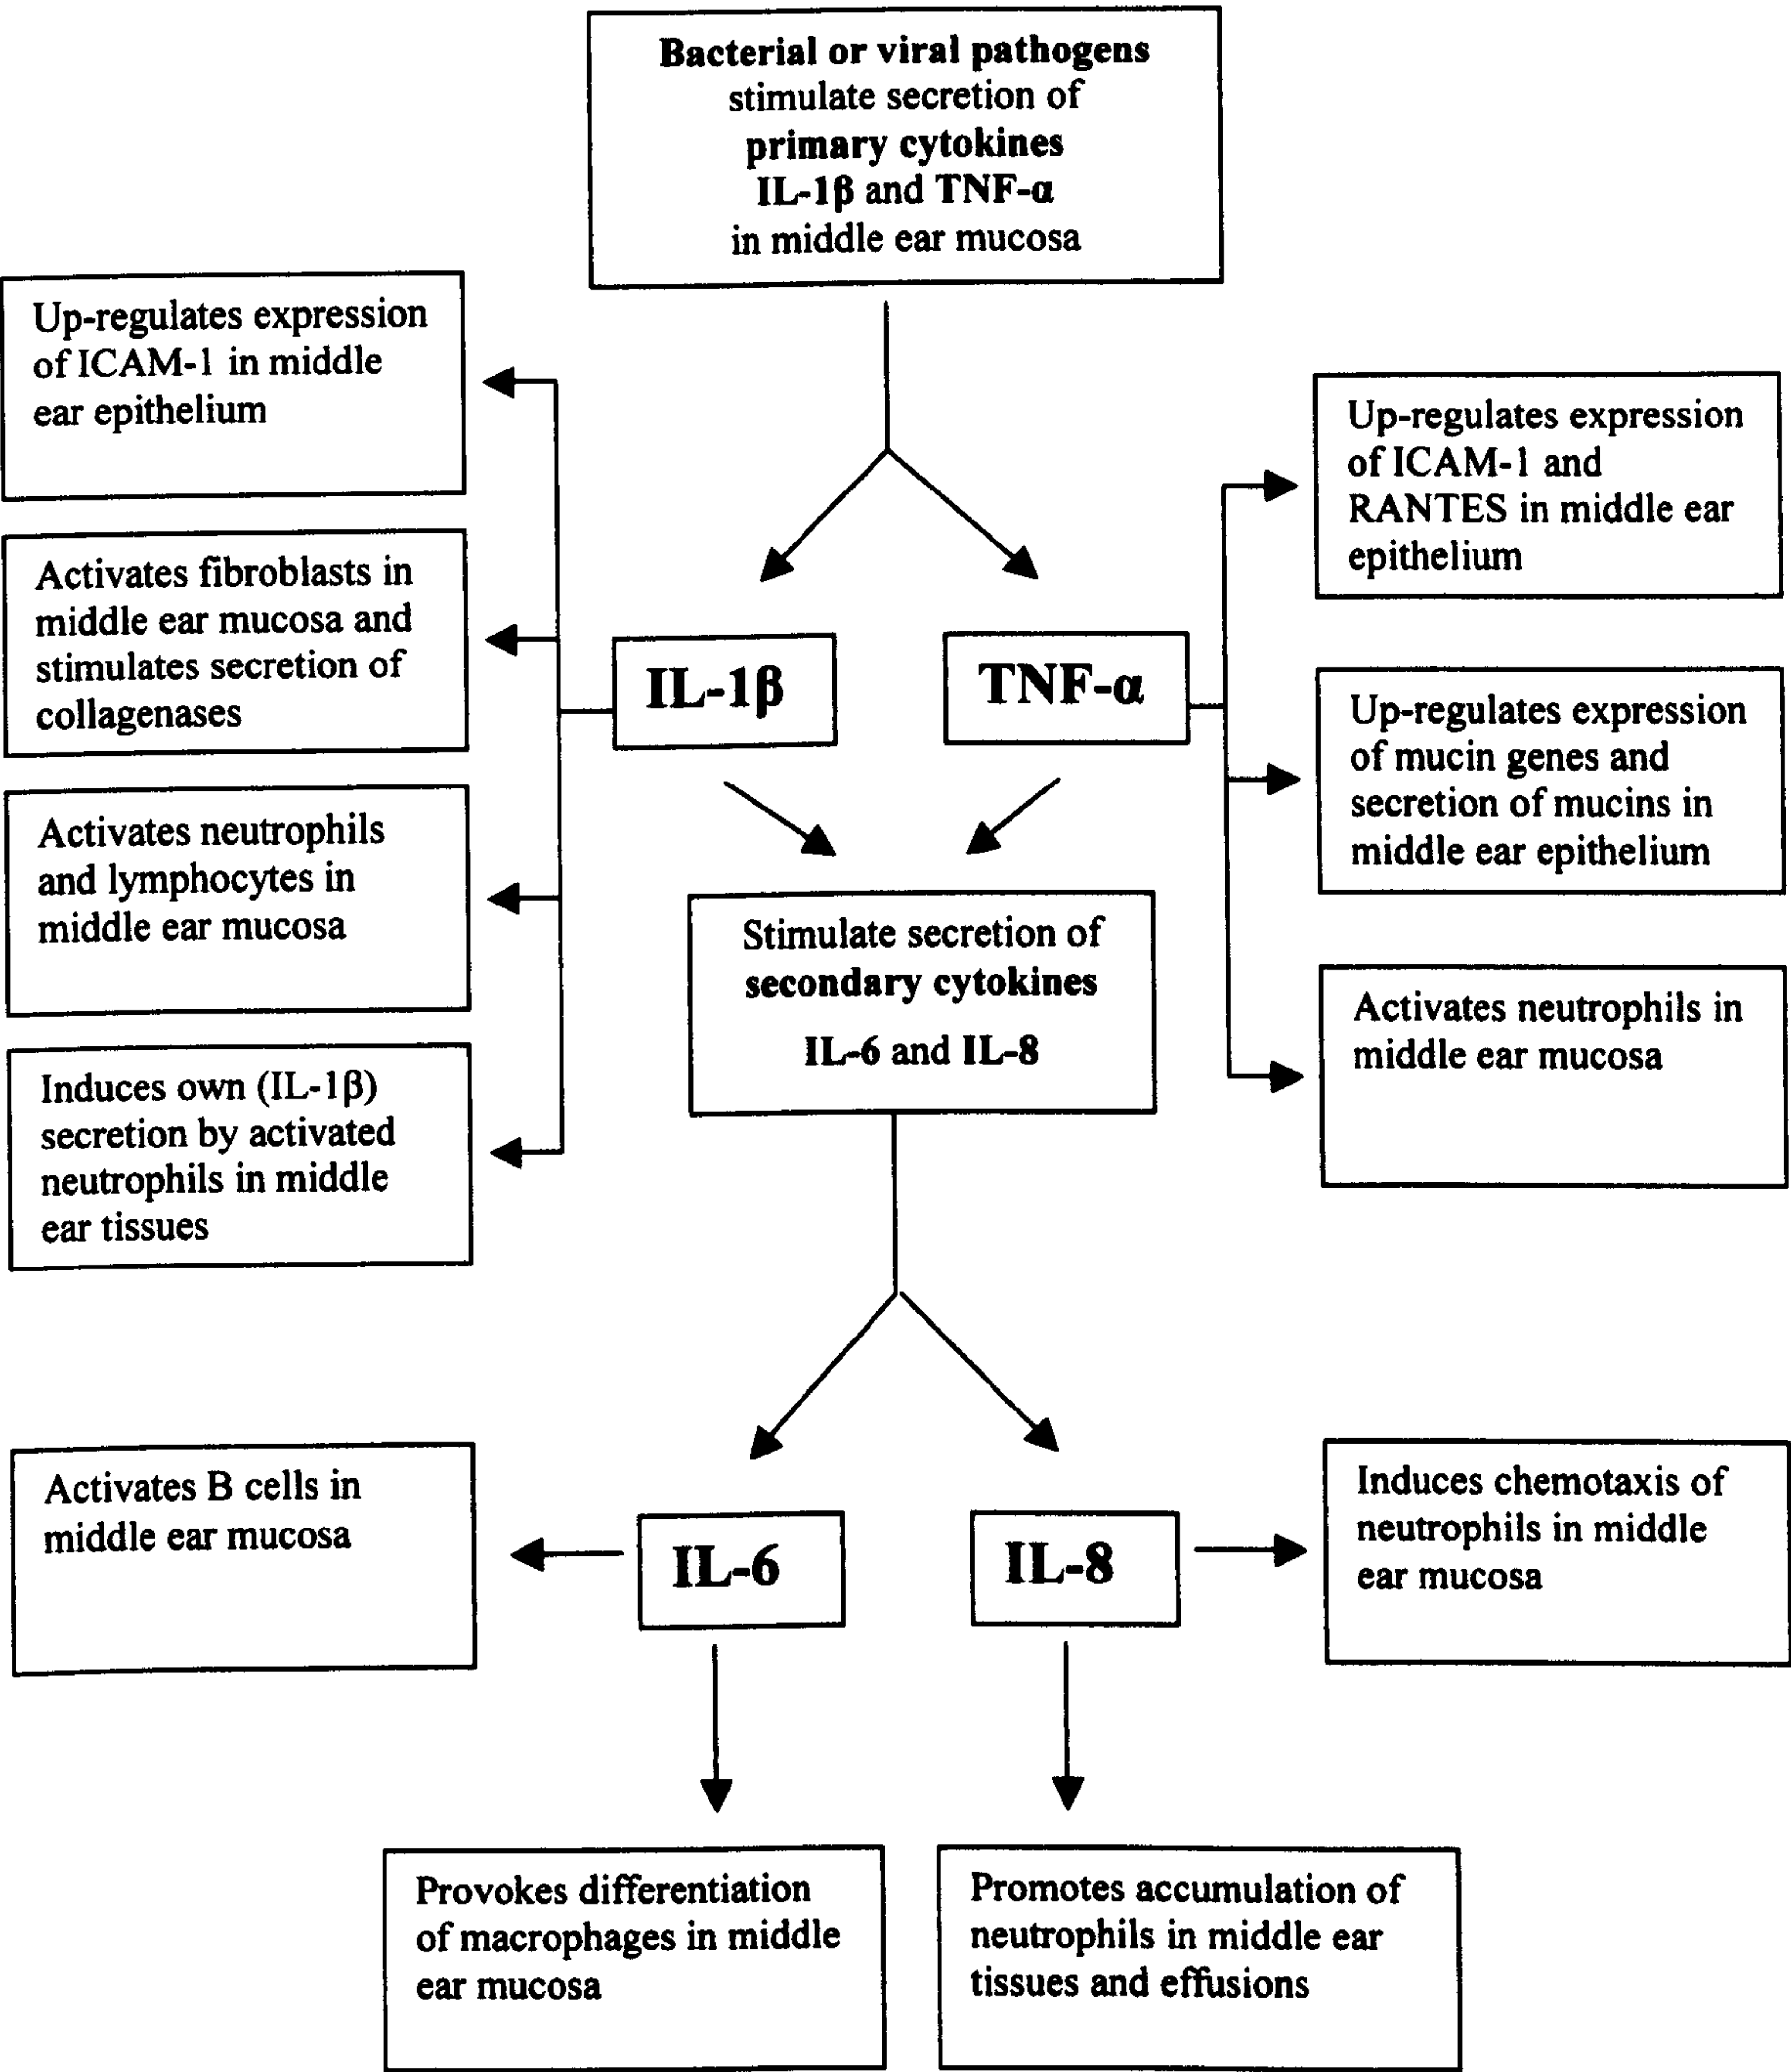 Bacterial or viral pathogens
stimulate secretion of
primary cytokines
IL-1β and TNF-α
in middle ear mucosa
Up-regulates expression
of ICAM-1 in middle
ear epithelium
Activates fibroblasts in
middle ear mucosa and
stimulates secretion of
collagenases
Activates neutrophils
and lymphocytes in
middle ear mucosa
Induces own (IL-1β)
secretion by activated
neutrophils in middle
ear tissues
IL-1β
TNF-α
Up-regulates expression
of ICAM-1 and
RANTES in middle ear
epithelium
Up-regulates expression
of mucin genes and
secretion of mucins in
middle ear epithelium
Activates neutrophils in
middle ear mucosa
Stimulate secretion of
secondary cytokines
IL-6 and IL-8
Activates B cells in
middle ear mucosa
IL-6
IL-8
Induces chemotaxis of
neutrophils in middle
ear mucosa
Provokes differentiation
of macrophages in middle
ear mucosa
Promotes accumulation of
neutrophils in middle ear
tissues and effusions